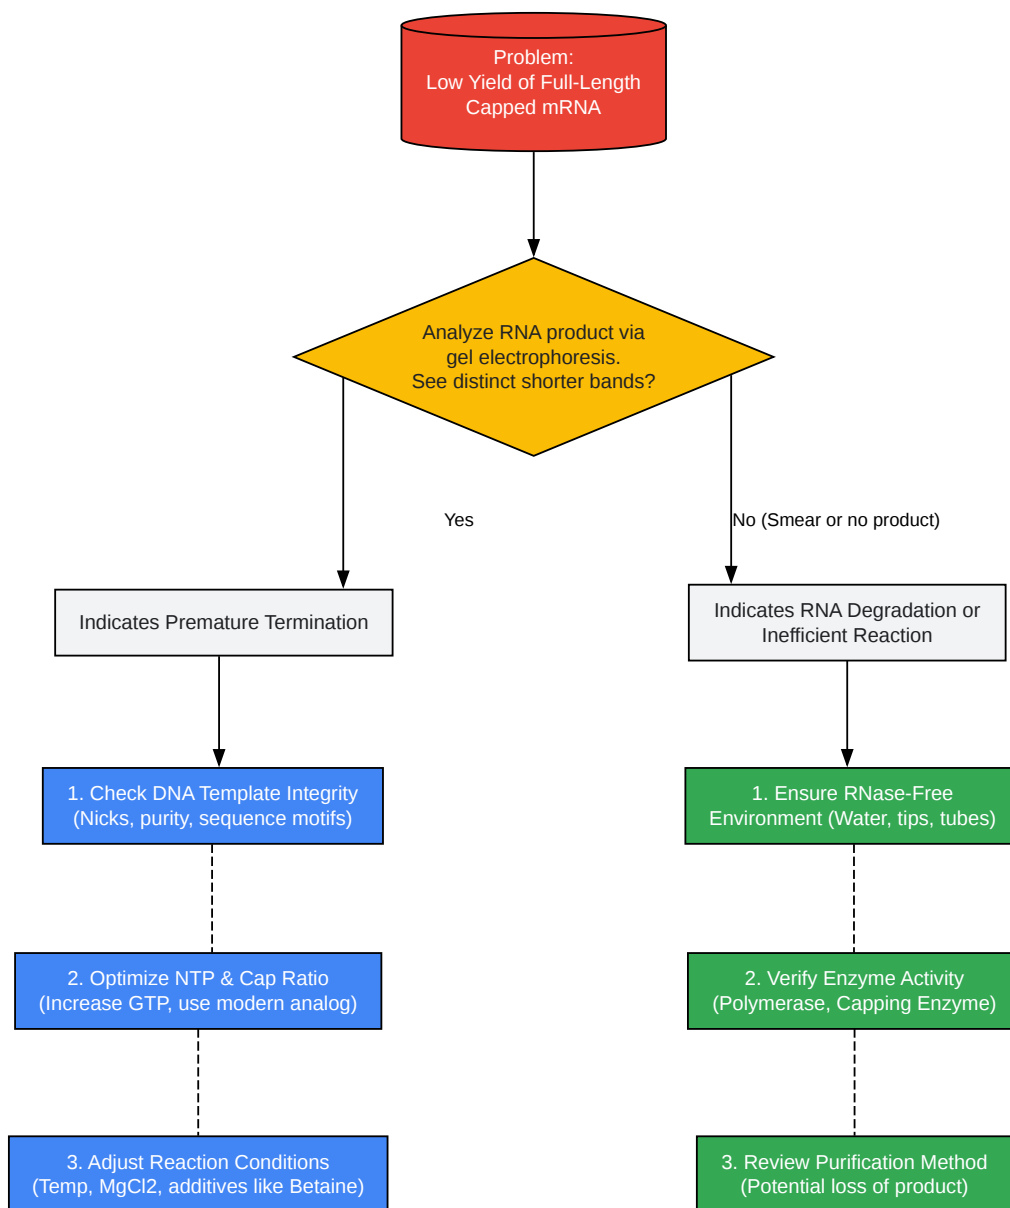 Problem:
Low Yield of Full-Length
Capped mRNA
Analyze RNA product via
gel electrophoresis.
See distinct shorter bands?
Yes
No (Smear or no product)
Indicates Premature Termination
Indicates RNA Degradation or
Inefficient Reaction
1. Check DNA Template Integrity
(Nicks, purity, sequence motifs)
1. Ensure RNase-Free
Environment (Water, tips, tubes)
2. Optimize NTP & Cap Ratio
(Increase GTP, use modern analog)
2. Verify Enzyme Activity
(Polymerase, Capping Enzyme)
3. Adjust Reaction Conditions
(Temp, MgCl2, additives like Betaine)
3. Review Purification Method
(Potential loss of product)